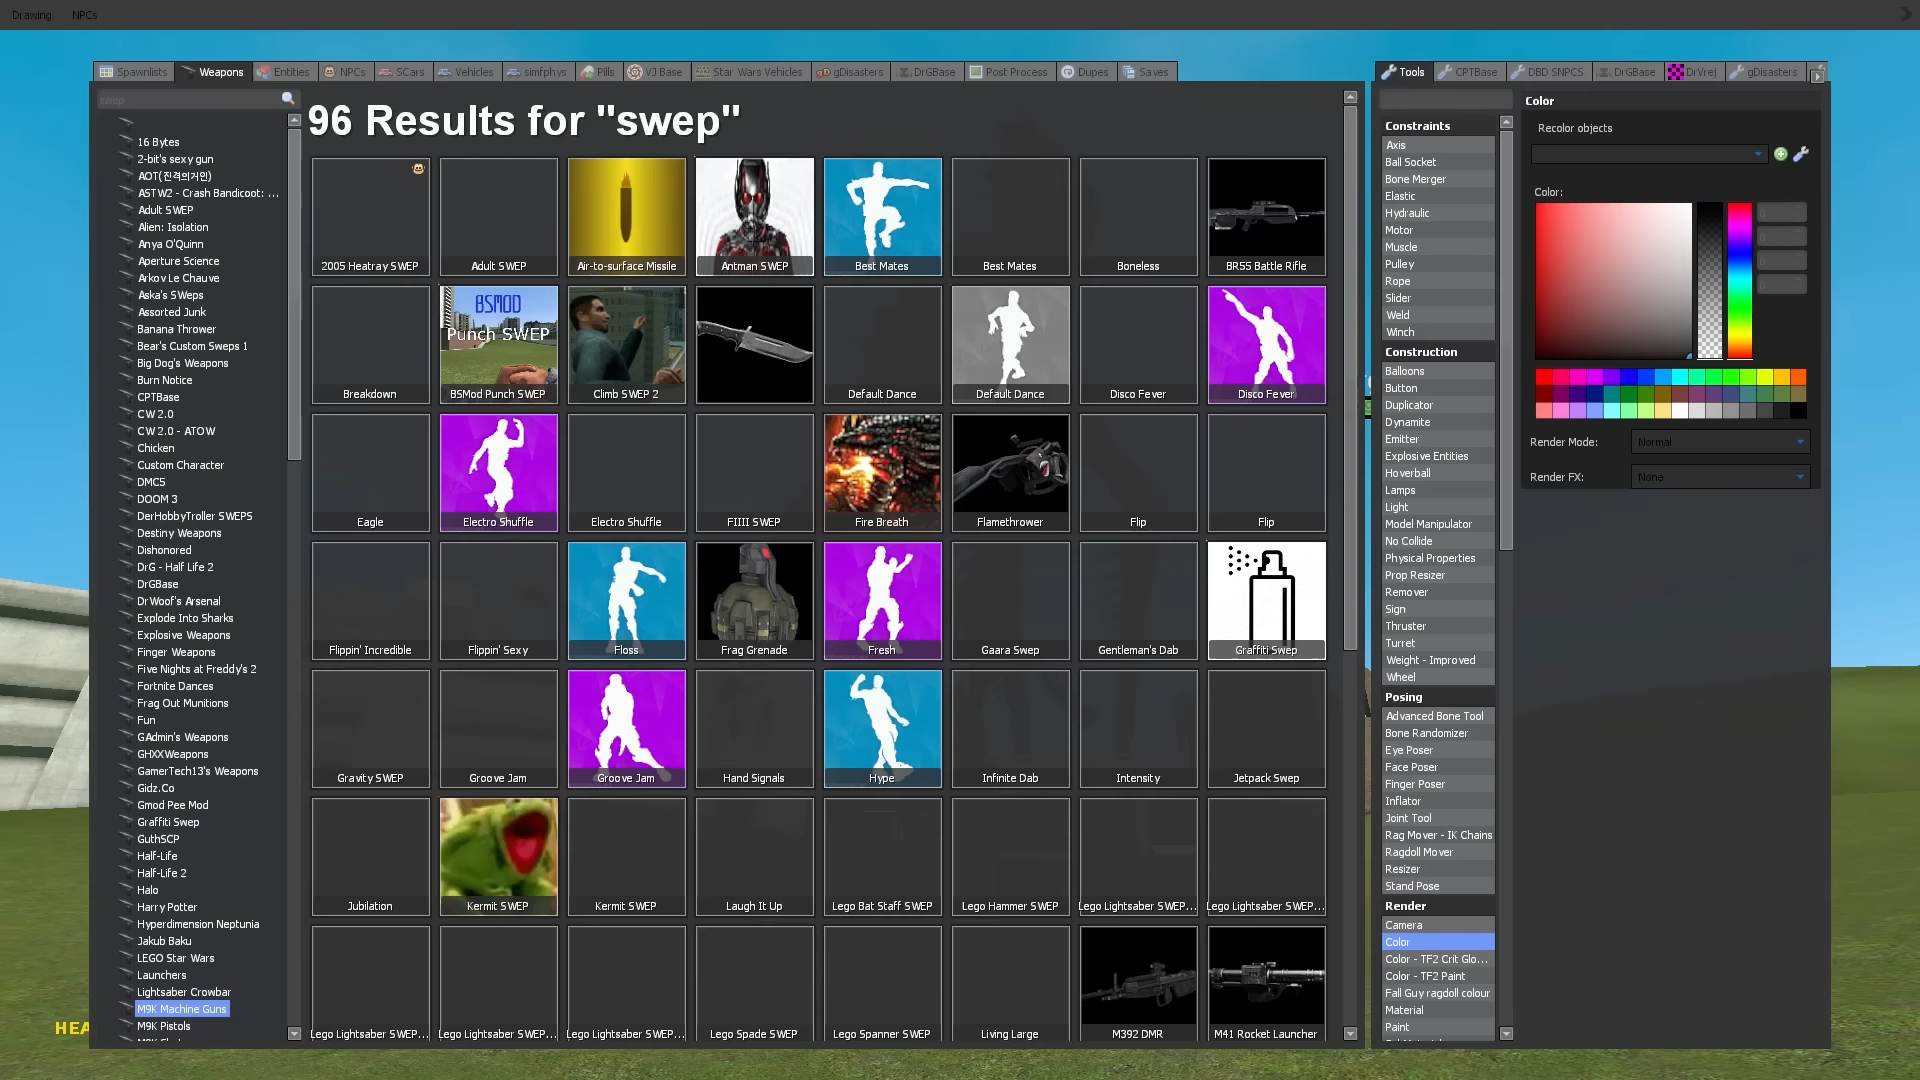 Drawing NPCs
Spawnlists Weapons Entities NPCs SCars Vehicles simfphys Pills VJ Base Star Wars Vehicles gDisasters DrGBase Post Process Dupes Saves
Tools CPTBase DBD SNPCS DrGBase DrVrej gDisasters
swep
16 Bytes
2-bit's sexy gun
AOT(진격의거인)
ASTW2 - Crash Bandicoot: ...
Adult SWEP
Alien: Isolation
Anya O'Quinn
Aperture Science
Arkov Le Chauve
Aska's SWeps
Assorted Junk
Banana Thrower
Bear's Custom Sweps 1
Big Dog's Weapons
Burn Notice
CPTBase
CW 2.0
CW 2.0 - ATOW
Chicken
Custom Character
DMC5
DOOM 3
DerHobbyTroller SWEPS
Destiny Weapons
Dishonored
DrG - Half Life 2
DrGBase
DrWoof's Arsenal
Explode Into Sharks
Explosive Weapons
Finger Weapons
Five Nights at Freddy's 2
Fortnite Dances
Frag Out Munitions
Fun
GAdmin's Weapons
GHXXWeapons
GamerTech13's Weapons
Gidz.Co
Gmod Pee Mod
Graffiti Swep
GuthSCP
Half-Life
Half-Life 2
Halo
Harry Potter
Hyperdimension Neptunia
Jakub Baku
LEGO Star Wars
Launchers
Lightsaber Crowbar
M9K Machine Guns
M9K Pistols
HEA
96 Results for "swep"
2005 Heatray SWEP Adult SWEP Air-to-surface Missile Antman SWEP Best Mates Best Mates Boneless BR55 Battle Rifle
BSMOD
Punch SWEP
Breakdown BSMod Punch SWEP Climb SWEP 2 Default Dance Default Dance Disco Fever Disco Fever
Eagle Electro Shuffle Electro Shuffle FIIII SWEP Fire Breath Flamethrower Flip Flip
Flippin' Incredible Flippin' Sexy Floss Frag Grenade Fresh Gaara Swep Gentleman's Dab Graffiti Swep
Gravity SWEP Groove Jam Groove Jam Hand Signals Hype Infinite Dab Intensity Jetpack Swep
Jubilation Kermit SWEP Kermit SWEP Laugh It Up Lego Bat Staff SWEP Lego Hammer SWEP Lego Lightsaber SWEP... Lego Lightsaber SWEP...
Lego Lightsaber SWEP... Lego Lightsaber SWEP... Lego Lightsaber SWEP... Lego Spade SWEP Lego Spanner SWEP Living Large M392 DMR M41 Rocket Launcher
Constraints
Axis
Ball Socket
Bone Merger
Elastic
Hydraulic
Motor
Muscle
Pulley
Rope
Slider
Weld
Winch
Construction
Balloons
Button
Duplicator
Dynamite
Emitter
Explosive Entities
Hoverball
Lamps
Light
Model Manipulator
No Collide
Physical Properties
Prop Resizer
Remover
Sign
Thruster
Turret
Weight - Improved
Wheel
Posing
Advanced Bone Tool
Bone Randomizer
Eye Poser
Face Poser
Finger Poser
Inflator
Joint Tool
Rag Mover - IK Chains
Ragdoll Mover
Resizer
Stand Pose
Render
Camera
Color
Color - TF2 Crit Glo...
Color - TF2 Paint
Fall Guy ragdoll colour
Material
Paint
Color
Recolor objects
Color:
0
0
0
0
Render Mode: Normal
Render FX: None